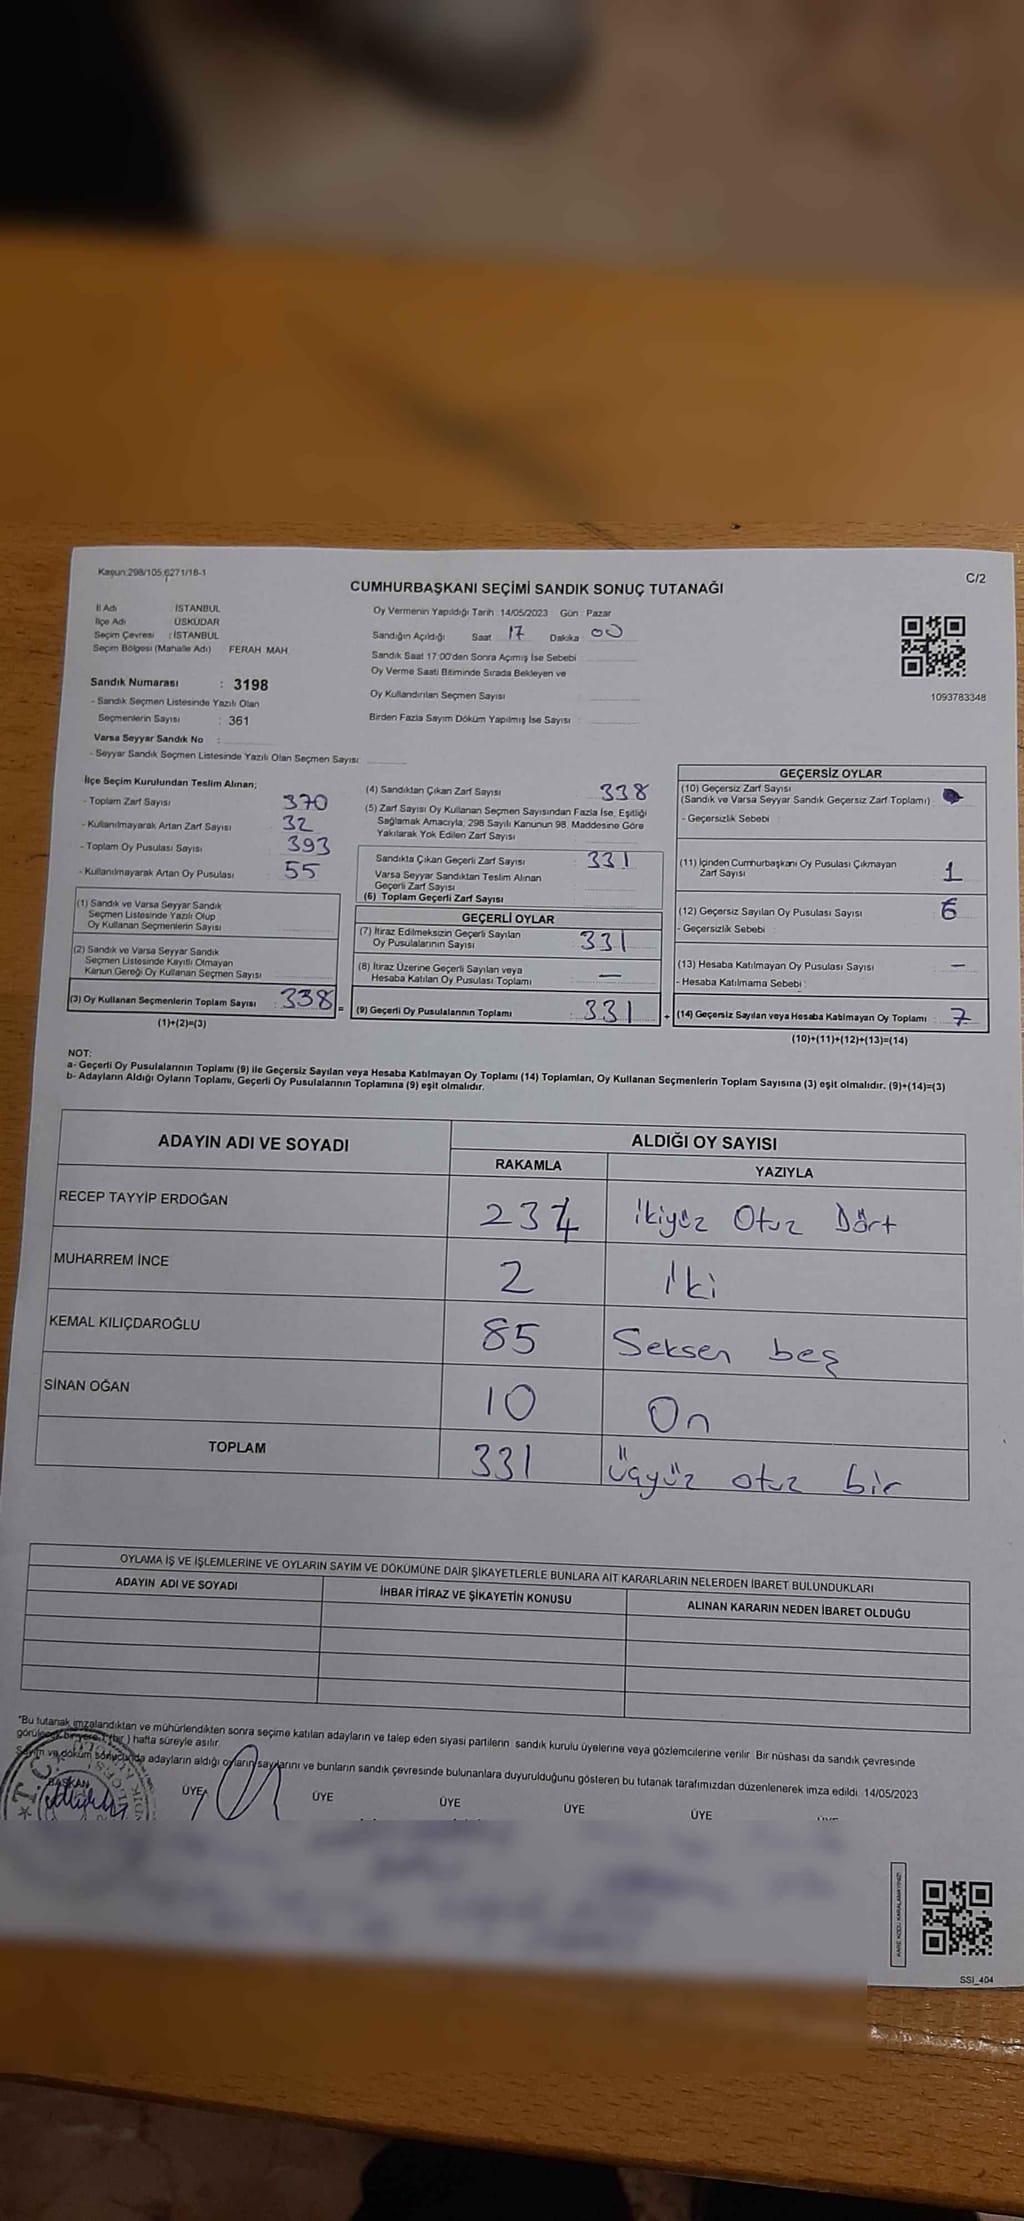 Kanun:298/105,6271/18-1
C/2
CUMHURBAŞKANI SEÇİMİ SANDIK SONUÇ TUTANAĞI
İl Adı : İSTANBUL
İlçe Adı : ÜSKÜDAR
Seçim Çevresi : İSTANBUL
Seçim Bölgesi (Mahalle Adı) FERAH MAH.
Sandık Numarası : 3198
- Sandık Seçmen Listesinde Yazılı Olan
Seçmenlerin Sayısı : 361
Varsa Seyyar Sandık No :
- Seyyar Sandık Seçmen Listesinde Yazılı Olan Seçmen Sayısı:
Oy Vermenin Yapıldığı Tarih : 14/05/2023 Gün : Pazar
Sandığın Açıldığı Saat 17 Dakika 00
Sandık Saat 17:00'den Sonra Açımış İse Sebebi :
Oy Verme Saati Bitiminde Sırada Bekleyen ve
Oy Kullandırılan Seçmen Sayısı
Birden Fazla Sayım Döküm Yapılmış İse Sayısı :
1093783348
İlçe Seçim Kurulundan Teslim Alınan;
- Toplam Zarf Sayısı 370
- Kullanılmayarak Artan Zarf Sayısı 32
- Toplam Oy Pusulası Sayısı 393
- Kullanılmayarak Artan Oy Pusulası 55
(1) Sandık ve Varsa Seyyar Sandık
Seçmen Listesinde Yazılı Olup
Oy Kullanan Seçmenlerin Sayısı
(2) Sandık ve Varsa Seyyar Sandık
Seçmen Listesinde Kayıtlı Olmayan
Kanun Gereği Oy Kullanan Seçmen Sayısı
(3) Oy Kullanan Seçmenlerin Toplam Sayısı : 338 =
(1)+(2)=(3)
(4) Sandıktan Çıkan Zarf Sayısı 338
(5) Zarf Sayısı Oy Kullanan Seçmen Sayısından Fazla İse, Eşitliği
Sağlamak Amacıyla, 298 Sayılı Kanunun 98. Maddesine Göre
Yakılarak Yok Edilen Zarf Sayısı
Sandıkta Çıkan Geçerli Zarf Sayısı : 331
Varsa Seyyar Sandıktan Teslim Alınan
Geçerli Zarf Sayısı
(6) Toplam Geçerli Zarf Sayısı
GEÇERLİ OYLAR
(7) İtiraz Edilmeksizin Geçerli Sayılan
Oy Pusulalarının Sayısı : 331
(8) İtiraz Üzerine Geçerli Sayılan veya
Hesaba Katılan Oy Pusulası Toplamı : —
(9) Geçerli Oy Pusulalarının Toplamı : 331 +
GEÇERSİZ OYLAR
(10) Geçersiz Zarf Sayısı
(Sandık ve Varsa Seyyar Sandık Geçersiz Zarf Toplamı) :
- Geçersizlik Sebebi :
(11) İçinden Cumhurbaşkanı Oy Pusulası Çıkmayan
Zarf Sayısı 1
(12) Geçersiz Sayılan Oy Pusulası Sayısı : 6
- Geçersizlik Sebebi :
(13) Hesaba Katılmayan Oy Pusulası Sayısı : —
- Hesaba Katılmama Sebebi :
(14) Geçersiz Sayılan veya Hesaba Katılmayan Oy Toplamı : 7
(10)+(11)+(12)+(13)=(14)
NOT:
a- Geçerli Oy Pusulalarının Toplamı (9) ile Geçersiz Sayılan veya Hesaba Katılmayan Oy Toplamı (14) Toplamları, Oy Kullanan Seçmenlerin Toplam Sayısına (3) eşit olmalıdır. (9)+(14)=(3)
b- Adayların Aldığı Oyların Toplamı, Geçerli Oy Pusulalarının Toplamına (9) eşit olmalıdır.
ADAYIN ADI VE SOYADI
ALDIĞI OY SAYISI
RAKAMLA YAZIYLA
RECEP TAYYİP ERDOĞAN 234 İkiyüz Otuz Dört
MUHARREM İNCE 2 İki
KEMAL KILIÇDAROĞLU 85 Seksen beş
SİNAN OĞAN 10 On
TOPLAM 331 üçyüz otuz bir
OYLAMA İŞ VE İŞLEMLERİNE VE OYLARIN SAYIM VE DÖKÜMÜNE DAİR ŞİKAYETLERLE BUNLARA AİT KARARLARIN NELERDEN İBARET BULUNDUKLARI
ADAYIN ADI VE SOYADI İHBAR İTİRAZ VE ŞİKAYETİN KONUSU ALINAN KARARIN NEDEN İBARET OLDUĞU
*Bu tutanak imzalandıktan ve mühürlendikten sonra seçime katılan adayların ve talep eden siyasi partilerin sandık kurulu üyelerine veya gözlemcilerine verilir. Bir nüshası da sandık çevresinde
görülecek bir yere 1 (bir) hafta süreyle asılır.
Sayım ve döküm sonucunda adayların aldığı oyların sayılarını ve bunların sandık çevresinde bulunanlara duyurulduğunu gösteren bu tutanak tarafımızdan düzenlenerek imza edildi. 14/05/2023
BAŞKAN ÜYE ÜYE ÜYE ÜYE ÜYE
T.C.
KARE KODU KARALAMAYINIZ!
SSİ_404